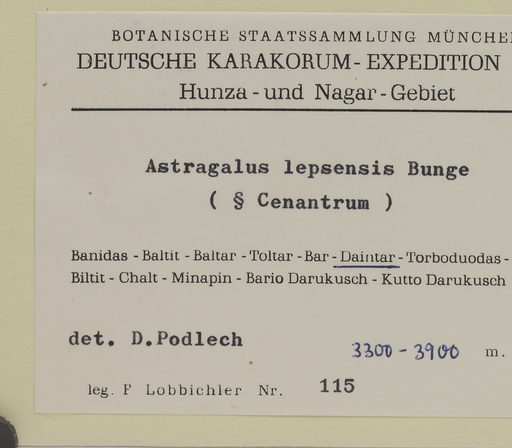 BOTANISCHE STAATSSAMMLUNG MÜNCHE
DEUTSCHE KARAKORUM-EXPEDITION
Hunza-und Nagar-Gebiet
Astragalus lepsensis Bunge
( § Cenantrum )
Banidas - Baltit - Baltar - Toltar - Bar - Daintar - Torboduodas -
Biltit - Chalt - Minapin - Bario Darukusch - Kutto Darukusch
det. D.Podlech
3300 - 3900 m.
leg. F Lobbichler Nr. 115